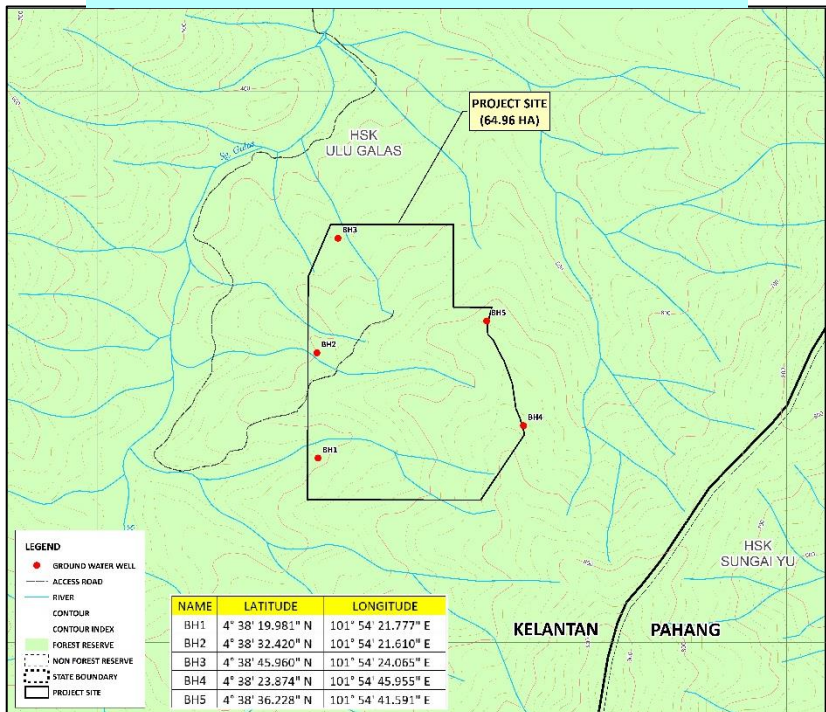 PROJECT SITE
(64.96 HA)
HSK
ULU GALAS
Sg. Galas
400
BH3
BH5
BH2
BH4
BH1
HSK
SUNGAI YU
KELANTAN
PAHANG
LEGEND
GROUND WATER WELL
ACCESS ROAD
RIVER
CONTOUR
CONTOUR INDEX
FOREST RESERVE
NON FOREST RESERVE
STATE BOUNDARY
PROJECT SITE
NAME LATITUDE LONGITUDE
BH1 4° 38' 19.981" N 101° 54' 21.777" E
BH2 4° 38' 32.420" N 101° 54' 21.610" E
BH3 4° 38' 45.960" N 101° 54' 24.065" E
BH4 4° 38' 23.874" N 101° 54' 45.955" E
BH5 4° 38' 36.228" N 101° 54' 41.591" E